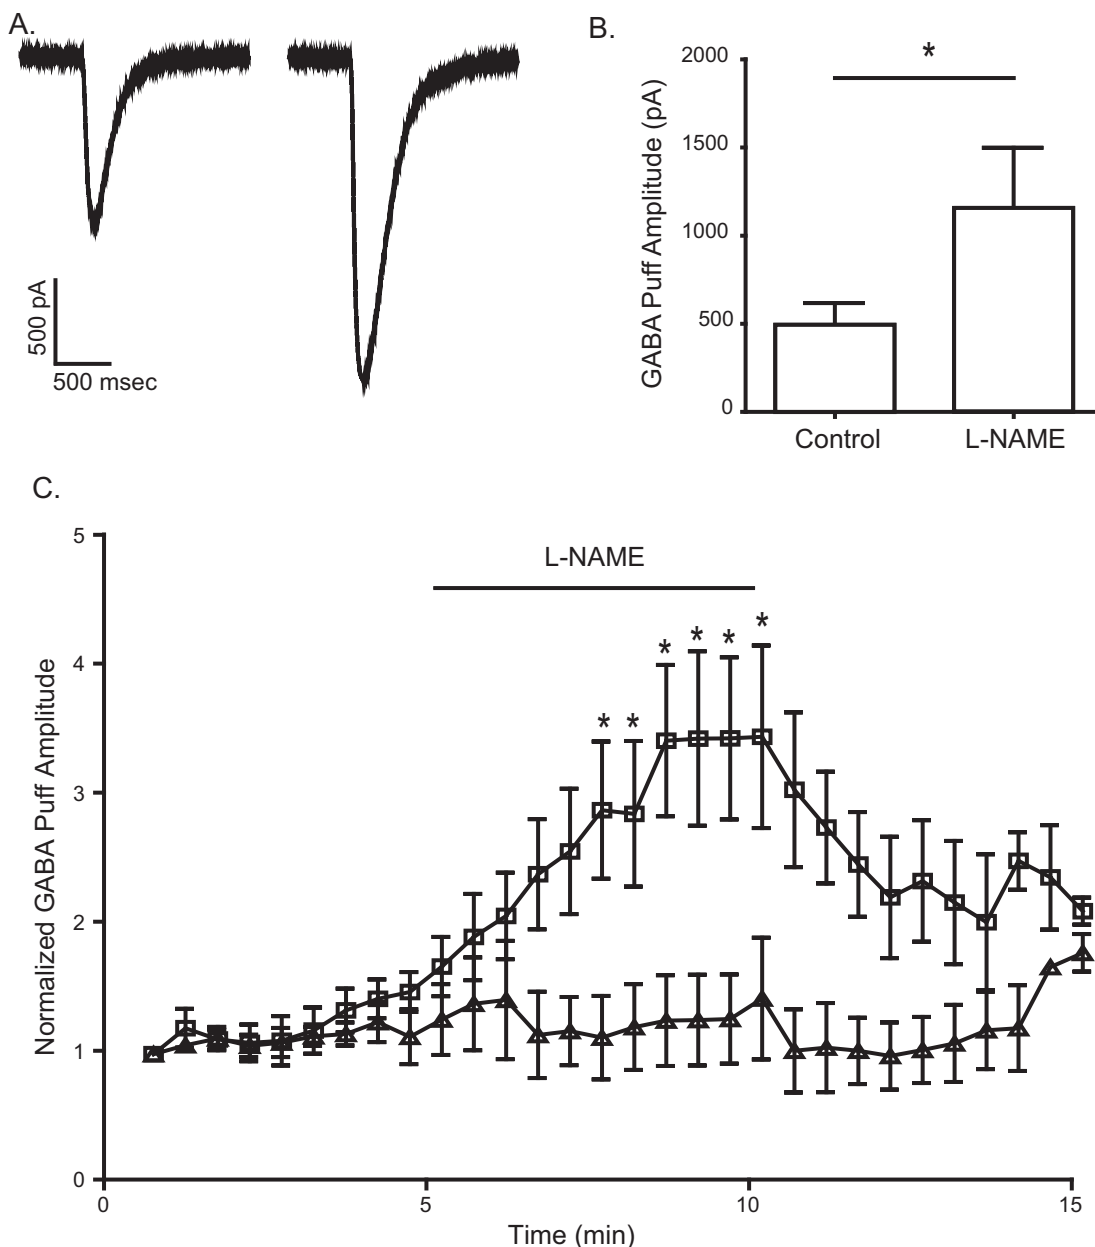 A.
500 pA
500 msec
B.
GABA Puff Amplitude (pA)
2000
1500
1000
500
0
*
Control
L-NAME
C.
Normalized GABA Puff Amplitude
5
4
3
2
1
0
L-NAME
* * * * * *
0 5 10 15
Time (min)